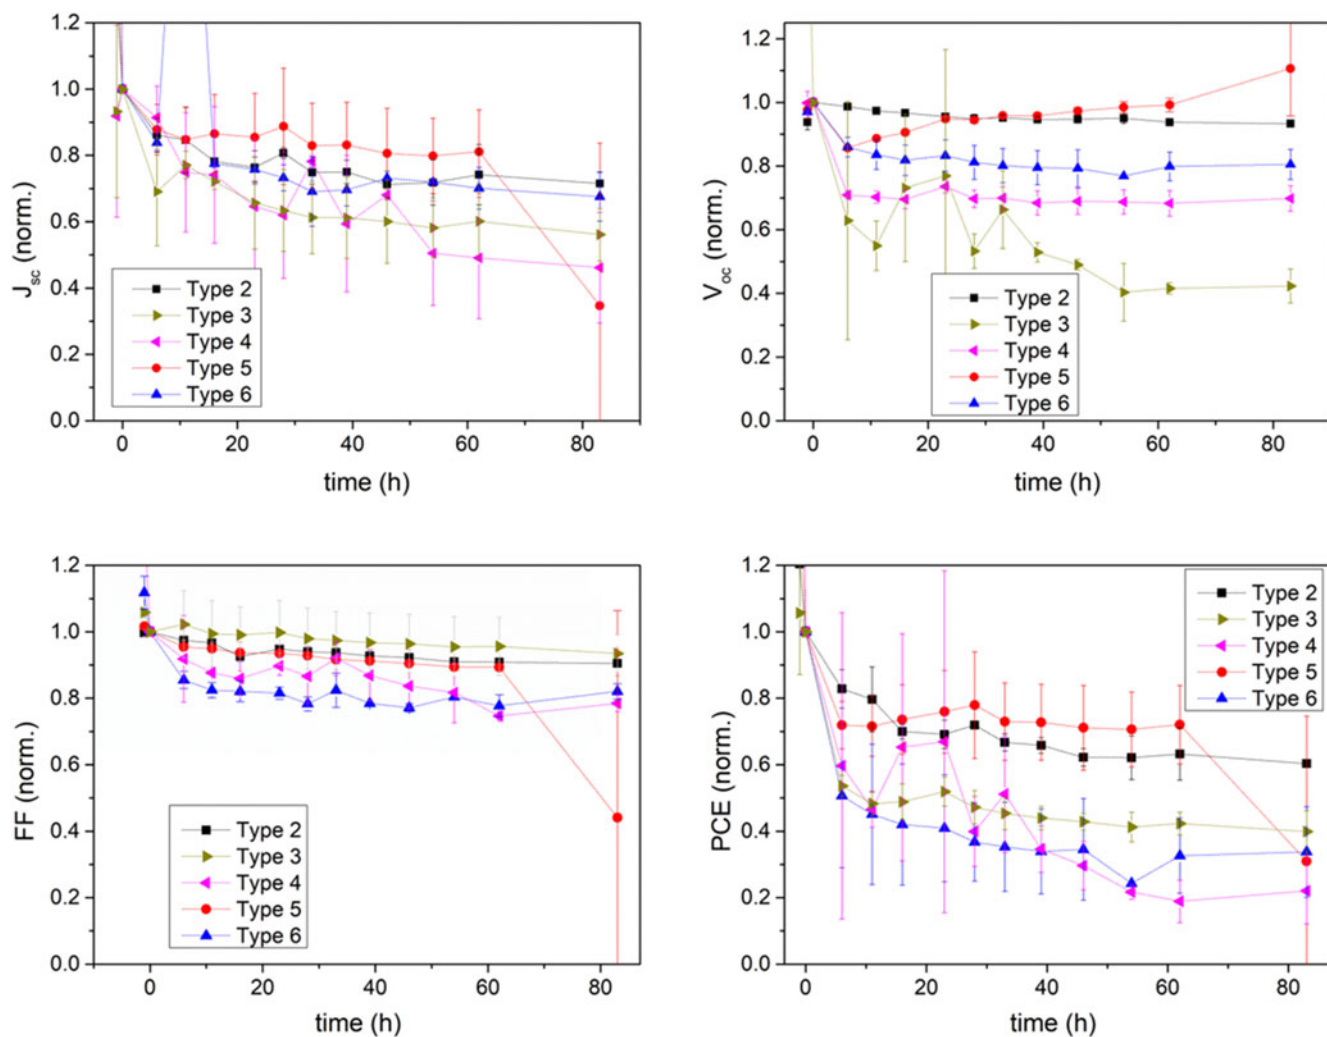 1.2
1.0
0.8
0.6
0.4
0.2
0.0
J_sc (norm.)
Type 2
Type 3
Type 4
Type 5
Type 6
0 20 40 60 80
time (h)
1.2
1.0
0.8
0.6
0.4
0.2
0.0
V_oc (norm.)
Type 2
Type 3
Type 4
Type 5
Type 6
0 20 40 60 80
time (h)
1.2
1.0
0.8
0.6
0.4
0.2
0.0
FF (norm.)
Type 2
Type 3
Type 4
Type 5
Type 6
0 20 40 60 80
time (h)
1.2
1.0
0.8
0.6
0.4
0.2
0.0
PCE (norm.)
Type 2
Type 3
Type 4
Type 5
Type 6
0 20 40 60 80
time (h)